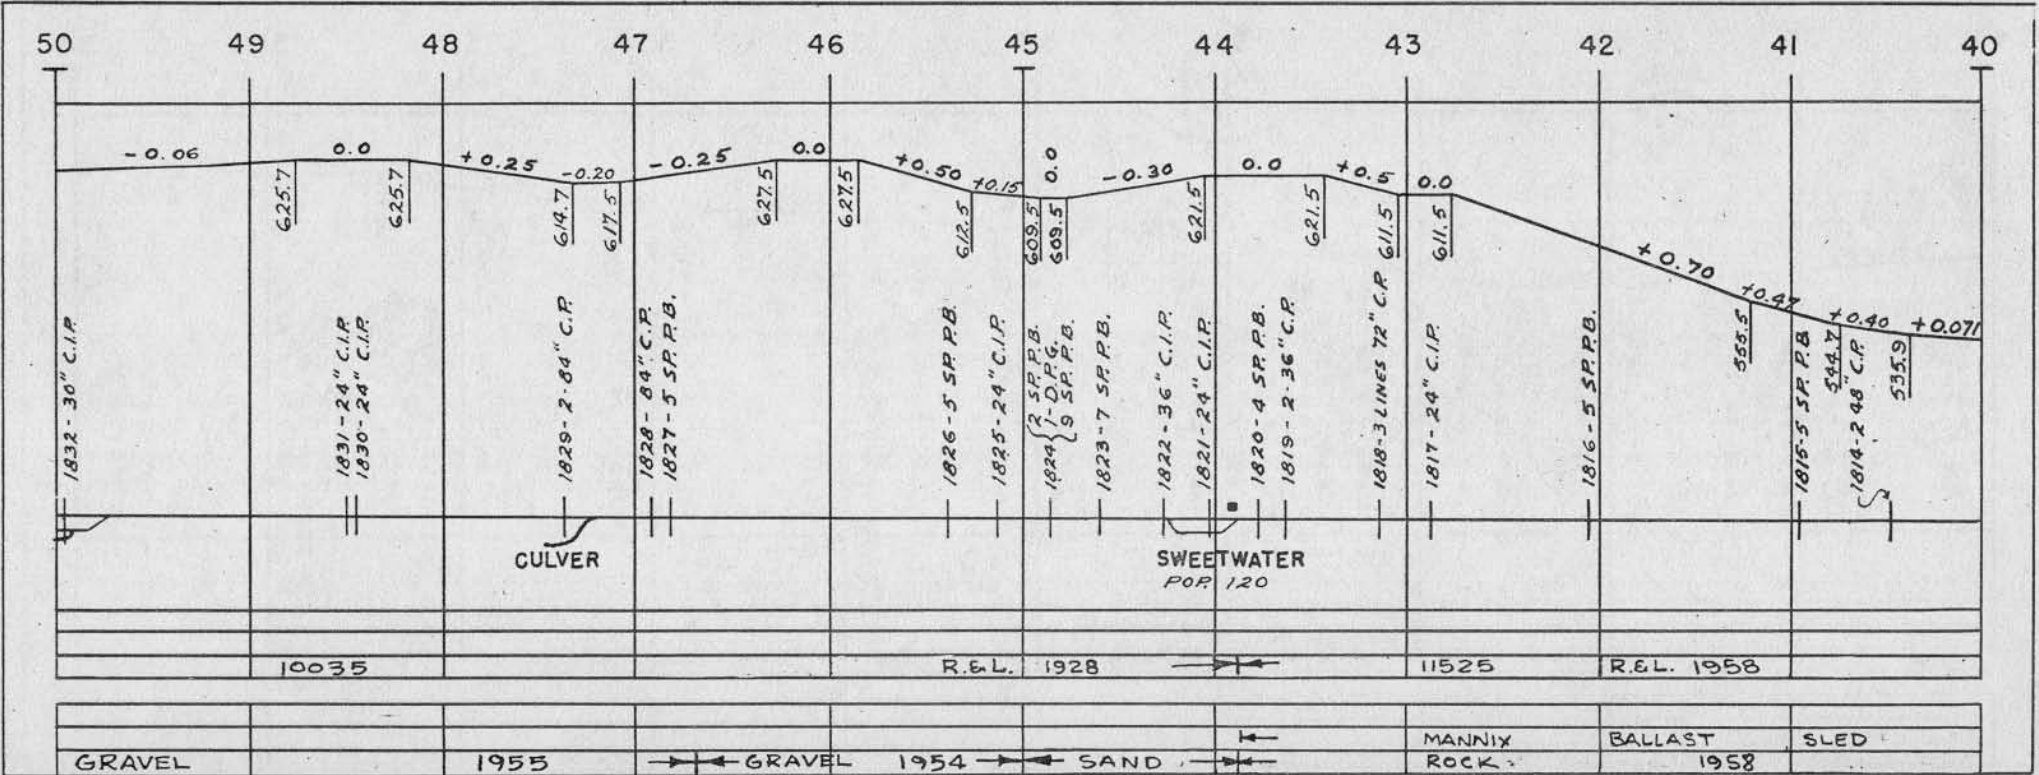 50 49 48 47 46 45 44 43 42 41 40
- 0.06 0.0 + 0.25 -0.20 - 0.25 0.0 +0.50 +0.15 0.0 -0.30 0.0 +0.5 0.0 + 0.70 +0.47 +0.40 +0.071
625.7 625.7 614.7 617.5 627.5 627.5 612.5 609.5 609.5 621.5 621.5 611.5 611.5 555.5 544.7 535.9
1832 - 30" C.I.P.
1831 - 24" C.I.P.
1830 - 24" C.I.P.
1829 - 2 - 84" C.P.
1828 - 84" C.P.
1827 - 5 SP. P.B.
1826 - 5 SP. P.B.
1825 - 24" C.I.P.
1824 { 2 SP. P.B.
1 - D.P.G.
9 SP. P.B.
1823 - 7 SP. P.B.
1822 - 36" C.I.P.
1821 - 24" C.I.P.
1820 - 4 SP. P.B.
1819 - 2 - 36" C.P.
1818 - 3 LINES 72" C.P.
1817 - 24" C.I.P.
1816 - 5 SP. P.B.
1815 - 5 SP. P.B.
1814 - 2 - 48" C.P.
CULVER
SWEETWATER
POP. 120
10035 R.&L. 1928 11525 R.&L. 1958
MANNIX BALLAST SLED
GRAVEL 1955 GRAVEL 1954 SAND ROCK 1958